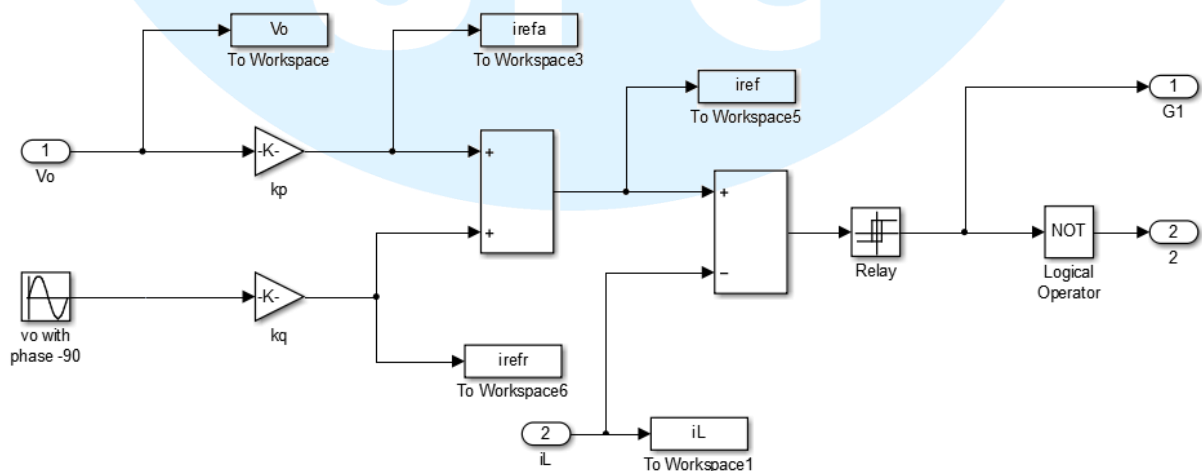 UPC
Vo
To Workspace
irefa
To Workspace3
iref
To Workspace5
1
G1
1
Vo
-K-
kp
+
+
+
−
Relay
NOT
Logical
Operator
2
2
vo with
phase -90
-K-
kq
irefr
To Workspace6
2
iL
iL
To Workspace1